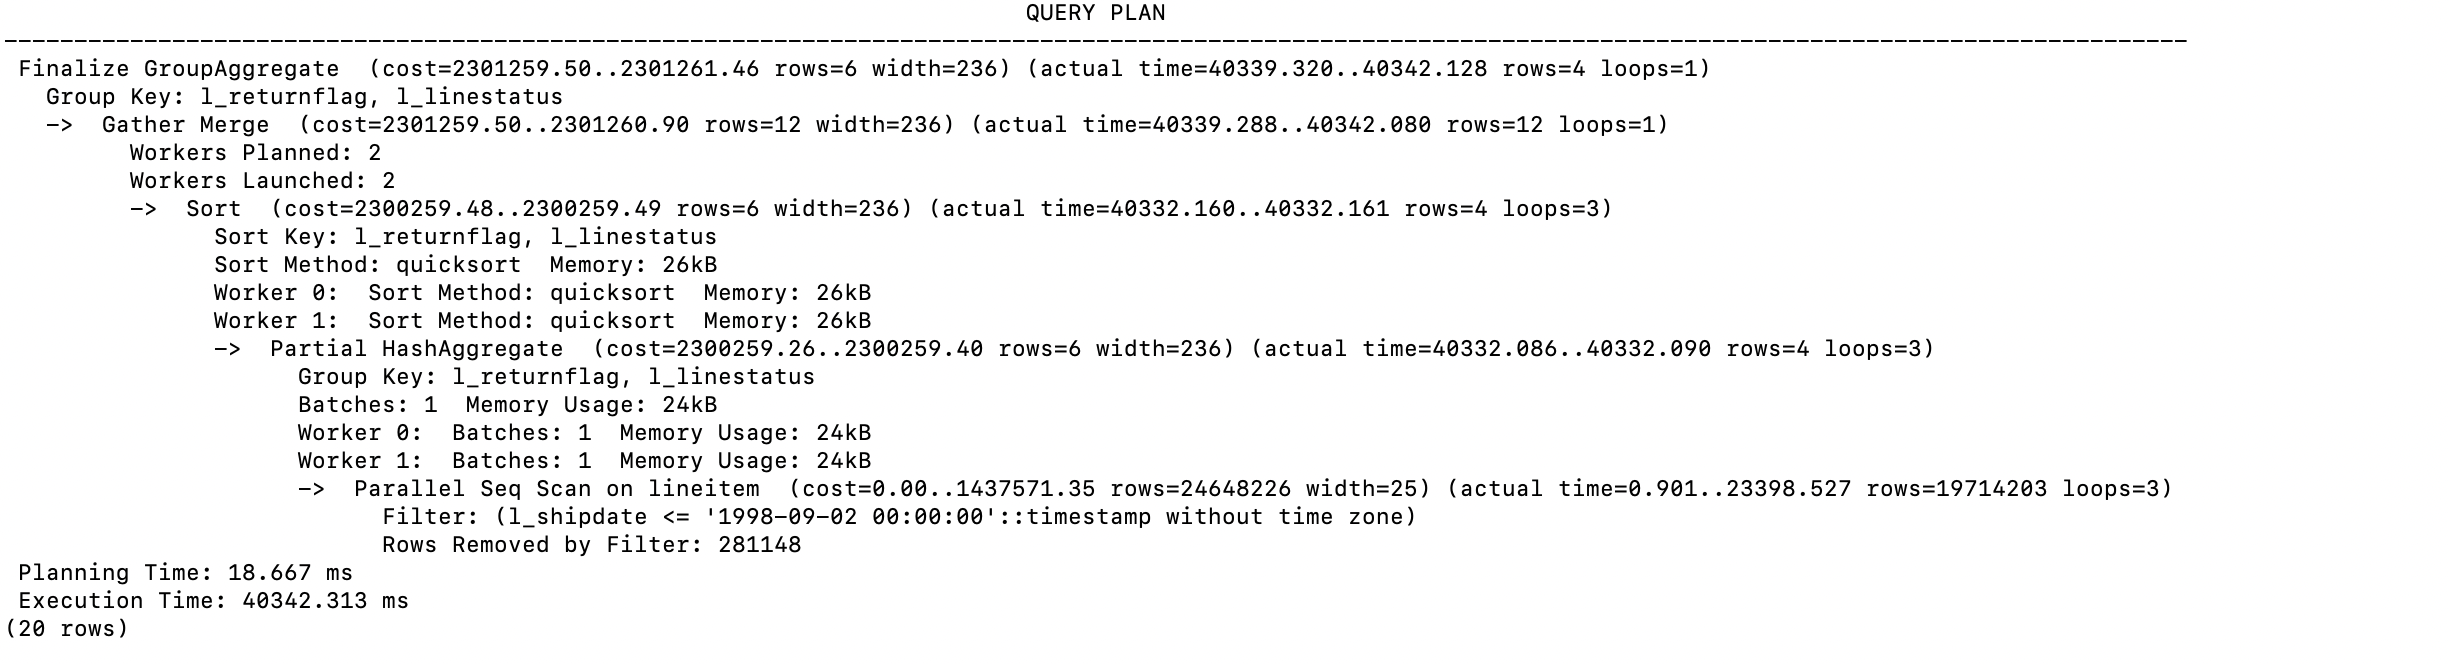 QUERY PLAN
------------------------------------------------------------------------------------------------------------------------------------------------------------
Finalize GroupAggregate  (cost=2301259.50..2301261.46 rows=6 width=236) (actual time=40339.320..40342.128 rows=4 loops=1)
  Group Key: l_returnflag, l_linestatus
  ->  Gather Merge  (cost=2301259.50..2301260.90 rows=12 width=236) (actual time=40339.288..40342.080 rows=12 loops=1)
        Workers Planned: 2
        Workers Launched: 2
        ->  Sort  (cost=2300259.48..2300259.49 rows=6 width=236) (actual time=40332.160..40332.161 rows=4 loops=3)
              Sort Key: l_returnflag, l_linestatus
              Sort Method: quicksort  Memory: 26kB
              Worker 0:  Sort Method: quicksort  Memory: 26kB
              Worker 1:  Sort Method: quicksort  Memory: 26kB
              ->  Partial HashAggregate  (cost=2300259.26..2300259.40 rows=6 width=236) (actual time=40332.086..40332.090 rows=4 loops=3)
                    Group Key: l_returnflag, l_linestatus
                    Batches: 1  Memory Usage: 24kB
                    Worker 0:  Batches: 1  Memory Usage: 24kB
                    Worker 1:  Batches: 1  Memory Usage: 24kB
                    ->  Parallel Seq Scan on lineitem  (cost=0.00..1437571.35 rows=24648226 width=25) (actual time=0.901..23398.527 rows=19714203 loops=3)
                          Filter: (l_shipdate <= '1998-09-02 00:00:00'::timestamp without time zone)
                          Rows Removed by Filter: 281148
Planning Time: 18.667 ms
Execution Time: 40342.313 ms
(20 rows)